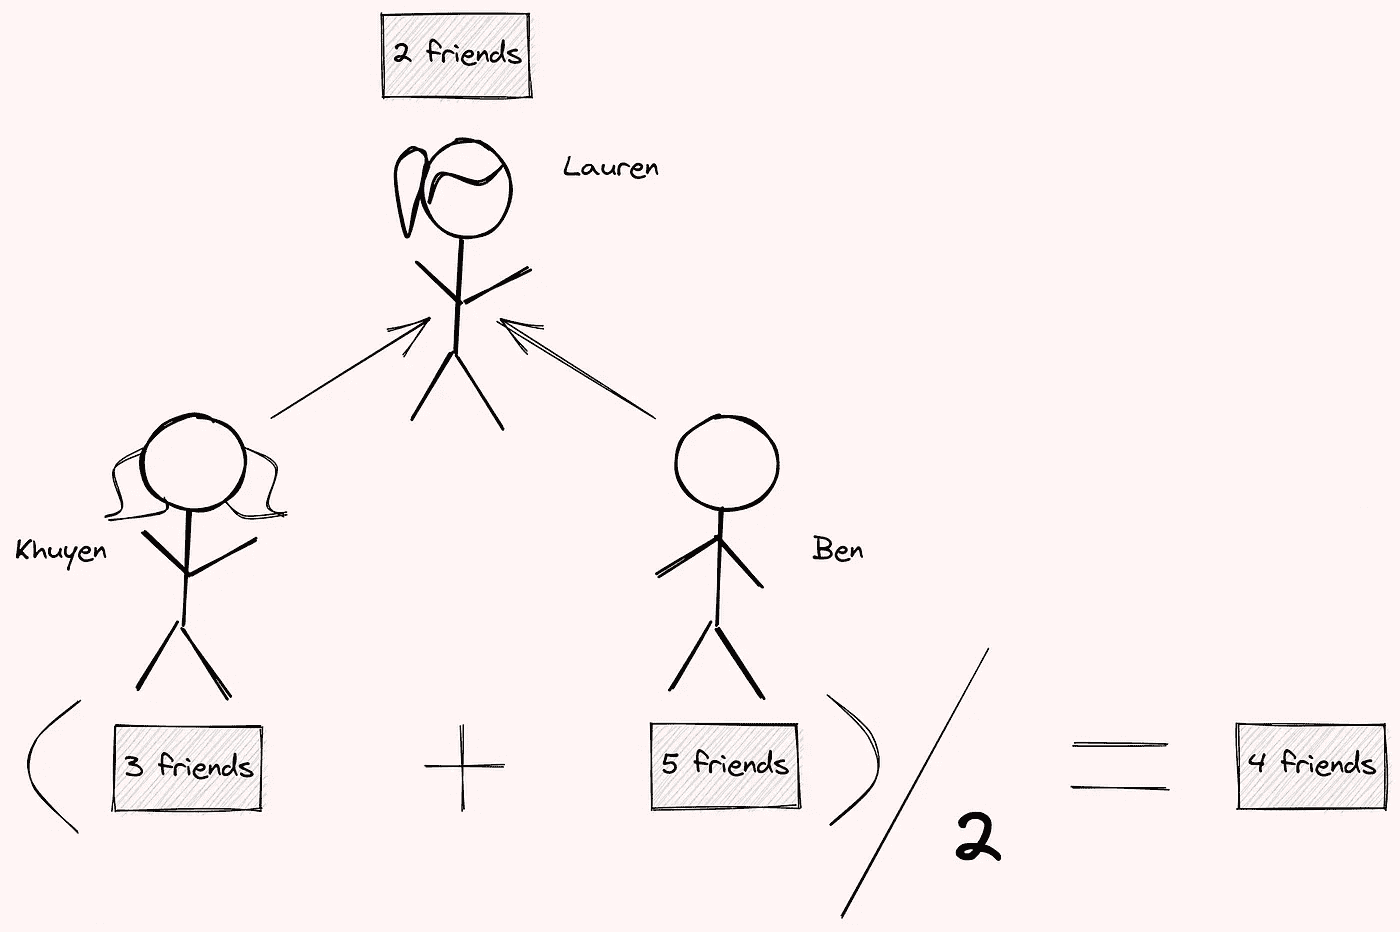 2 friends
Lauren
Khuyen
Ben
( 3 friends + 5 friends ) / 2 = 4 friends